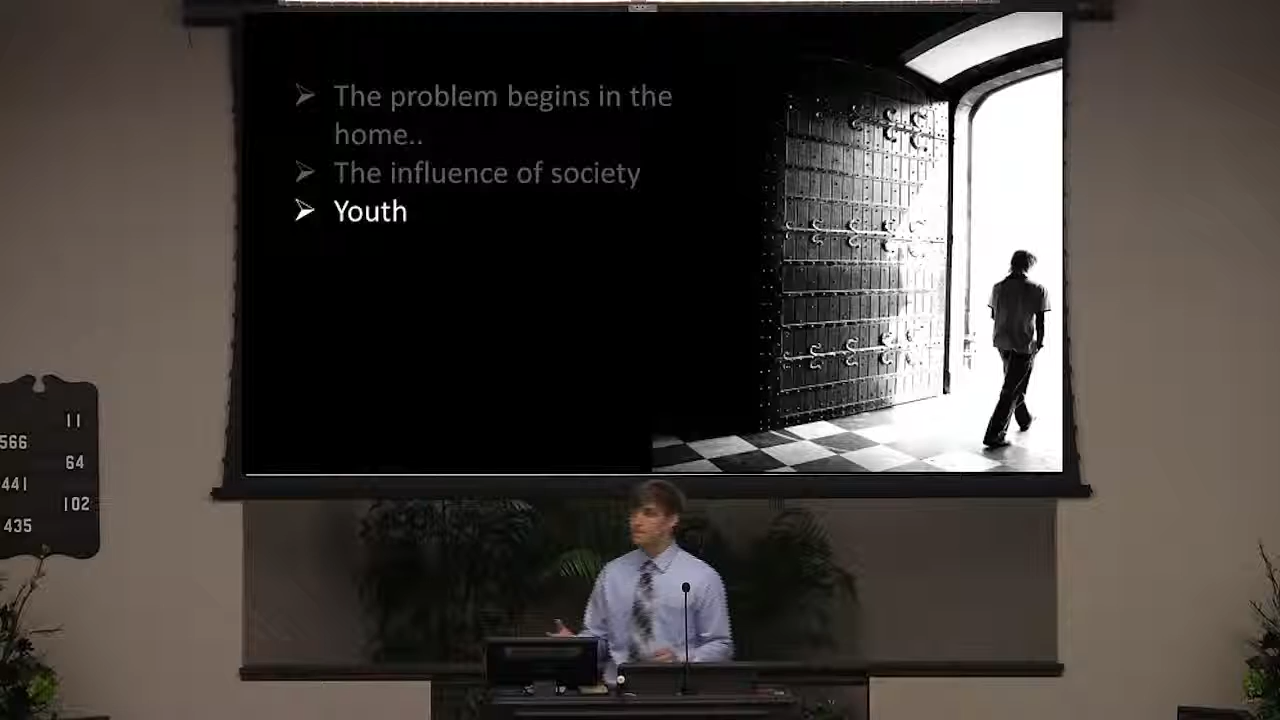 The problem begins in the
home..
The influence of society
Youth
11
566
64
441
102
435